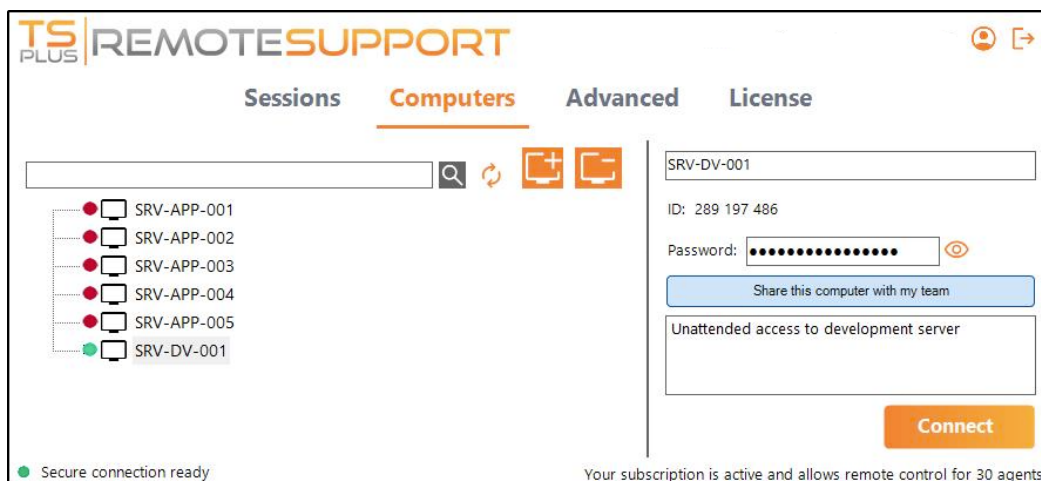 TS PLUS REMOTESUPPORT
Sessions Computers Advanced License
SRV-APP-001
SRV-APP-002
SRV-APP-003
SRV-APP-004
SRV-APP-005
SRV-DV-001
SRV-DV-001
ID: 289 197 486
Password: ••••••••••••••••
Share this computer with my team
Unattended access to development server
Connect
Secure connection ready
Your subscription is active and allows remote control for 30 agents